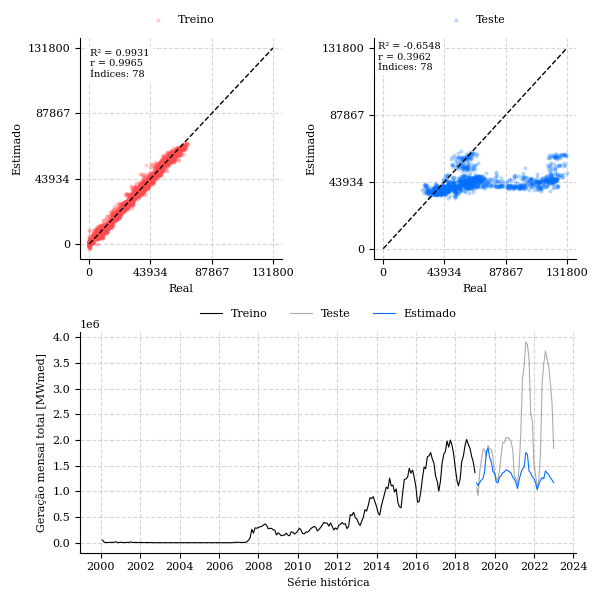 Treino
R² = 0.9931
r = 0.9965
Índices: 78
131800
87867
43934
0
Estimado
0 43934 87867 131800
Real
Teste
R² = -0.6548
r = 0.3962
Índices: 78
131800
87867
43934
0
Estimado
0 43934 87867 131800
Real
Treino Teste Estimado
1e6
4.0
3.5
3.0
2.5
2.0
1.5
1.0
0.5
0.0
Geração mensal total [MWmed]
2000 2002 2004 2006 2008 2010 2012 2014 2016 2018 2020 2022 2024
Série histórica